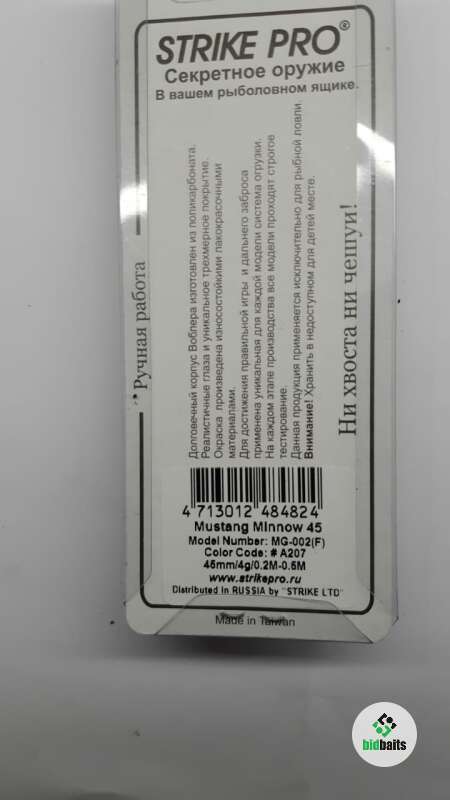 STRIKE PRO®
Секретное оружие
В вашем рыболовном ящике.
Ручная работа
Долговечный корпус Воблера изготовлен из поликарбоната.
Реалистичные глаза и уникальное трехмерное покрытие.
Окраска произведена износостойкими лакокрасочными
материалами.
Для достижения правильной игры и дальнего заброса
применена уникальная для каждой модели система огрузки.
На каждом этапе производства все модели проходят строгое
тестирование.
Данная продукция применяется исключительно для рыбной ловли.
Внимание! Хранить в недоступном для детей месте.
Ни хвоста ни чешуи!
4 713012 484824
Mustang Minnow 45
Model Number: MG-002(F)
Color Code: # A207
45mm/4g/0.2M-0.5M
www.strikepro.ru
Distributed in RUSSIA by "STRIKE LTD"
Made in Taiwan
bidbaits